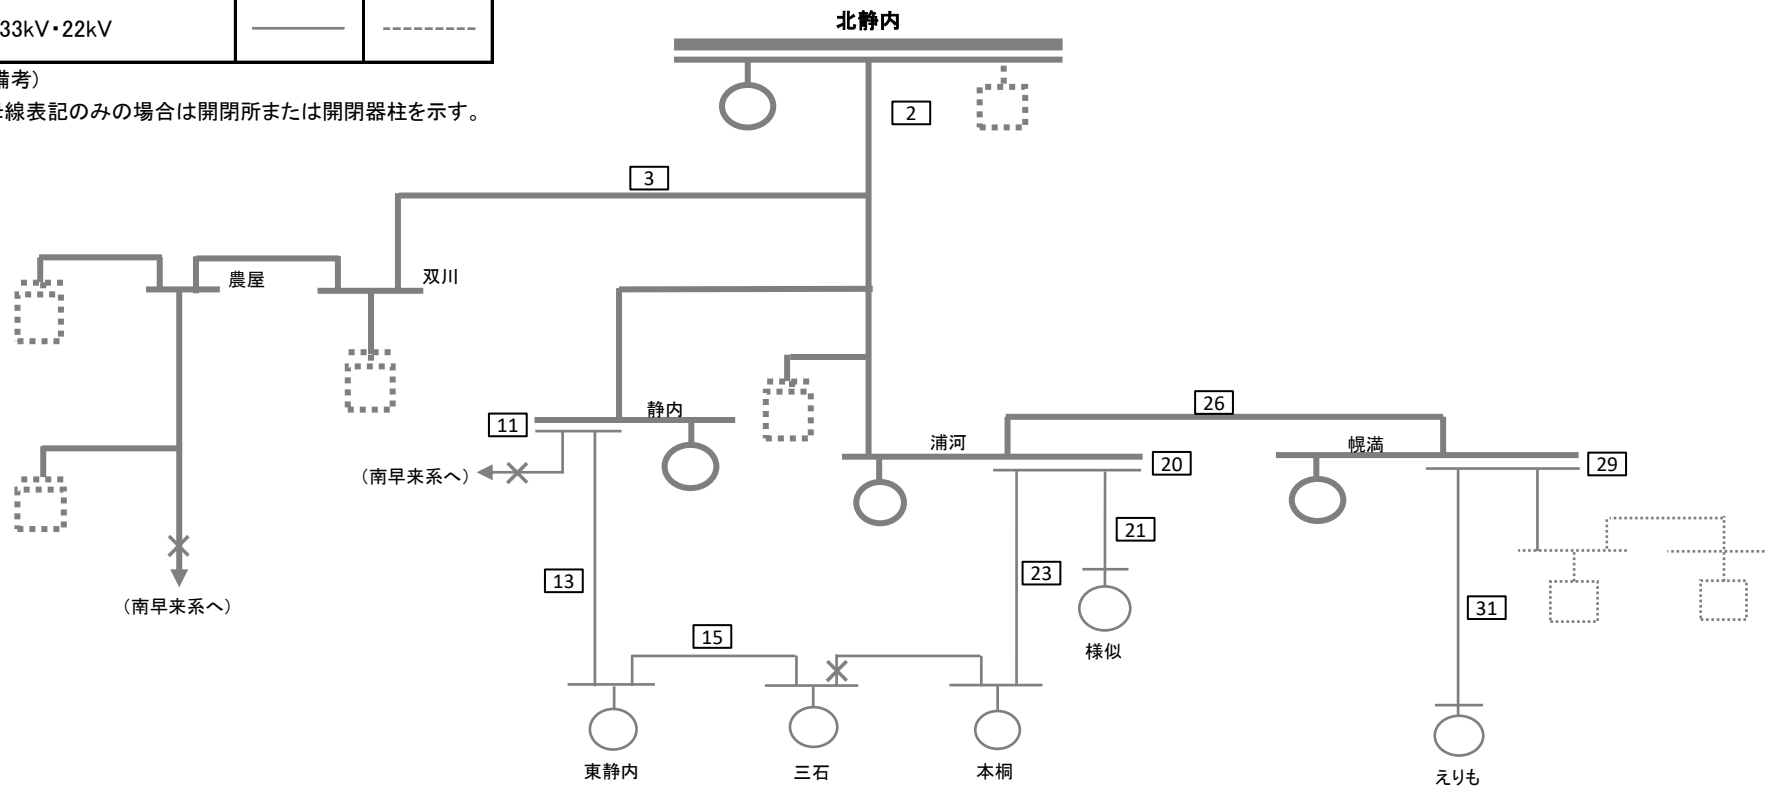 33kV・22kV
備考）
線表記のみの場合は開閉所または開閉器柱を示す。
北静内
2
3
農屋
双川
静内
11
(南早来系へ)
浦河
20
26
幌満
29
21
23
13
31
(南早来系へ)
15
様似
東静内
三石
本桐
えりも